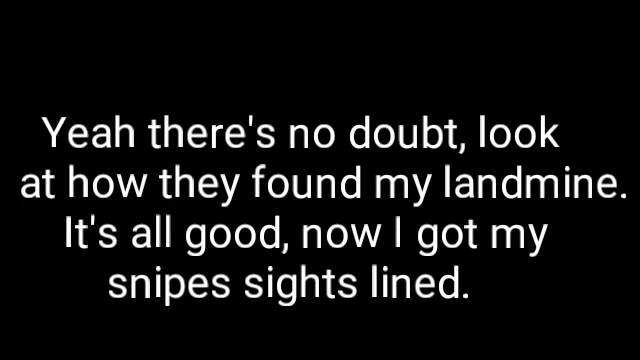 Yeah there's no doubt, look
at how they found my landmine.
It's all good, now I got my
snipes sights lined.